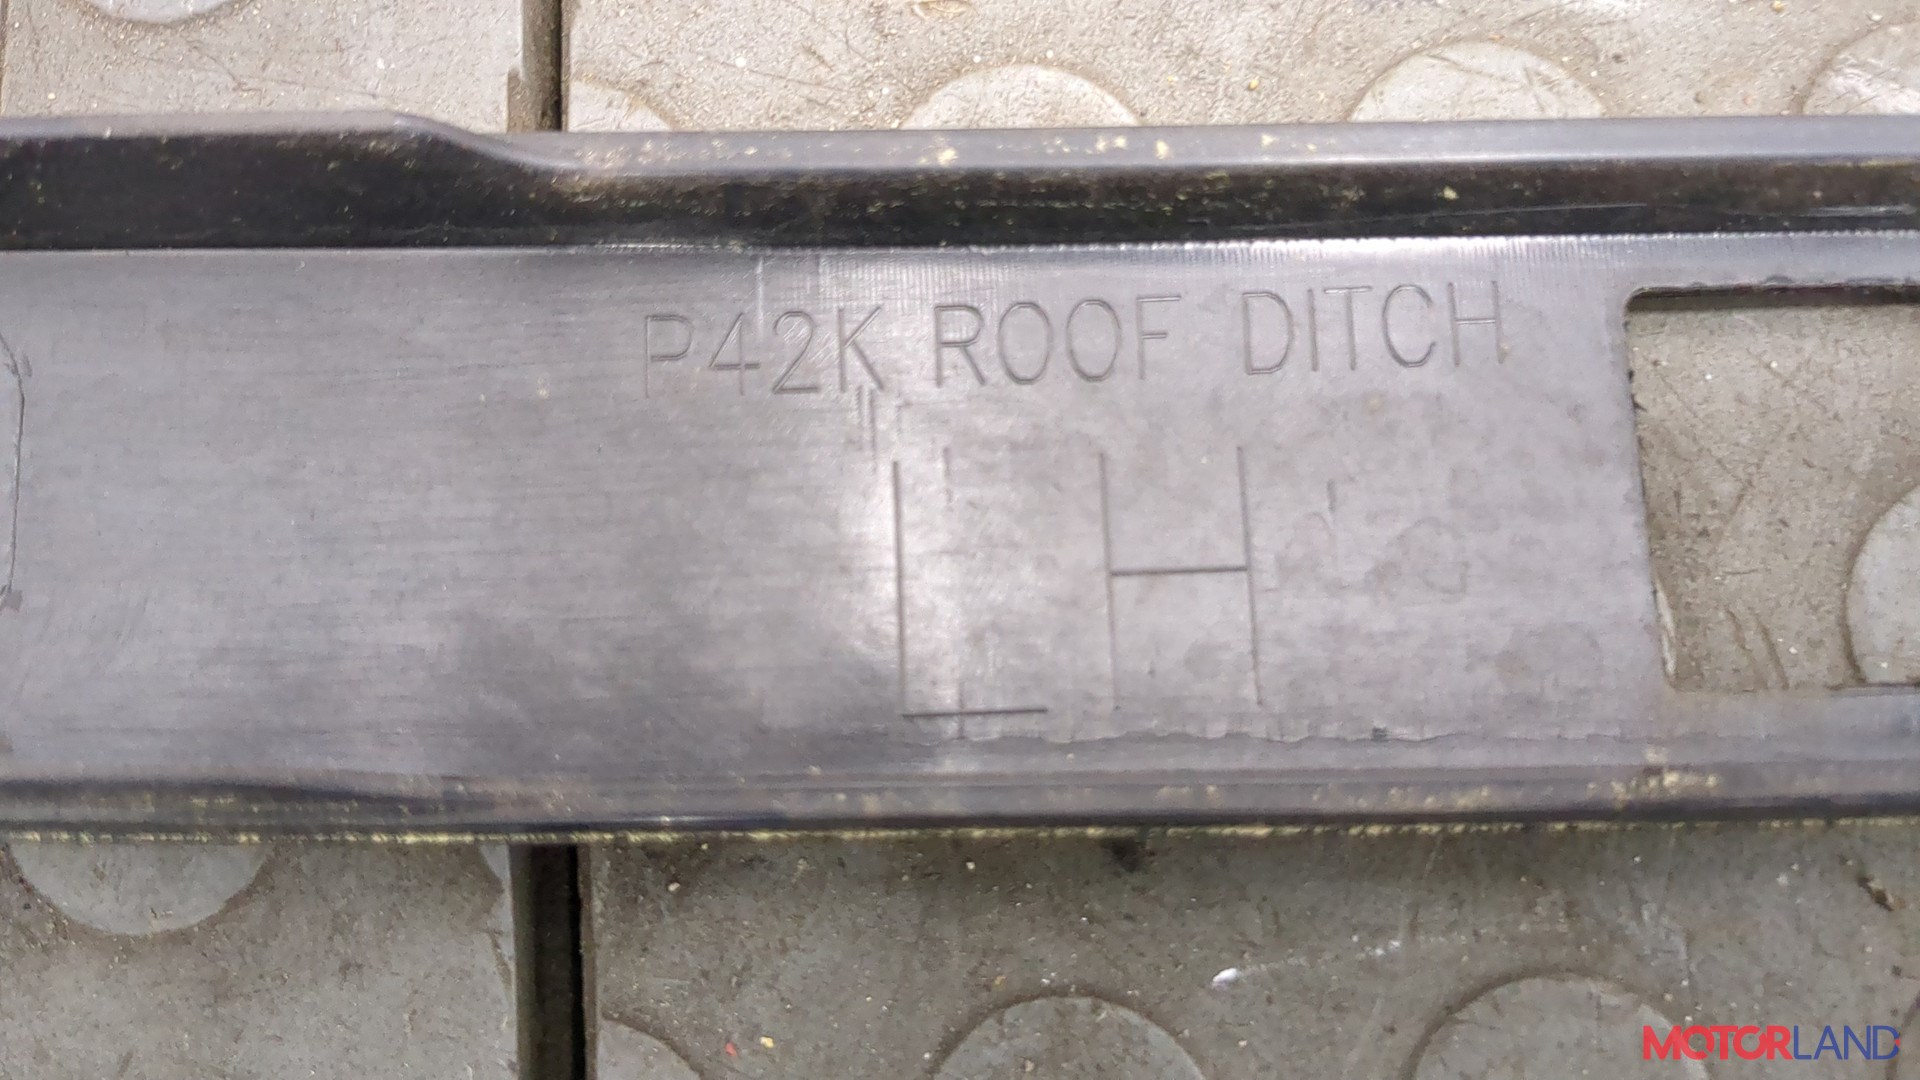 P42K ROOF DITCH
LH
MOTORLAND